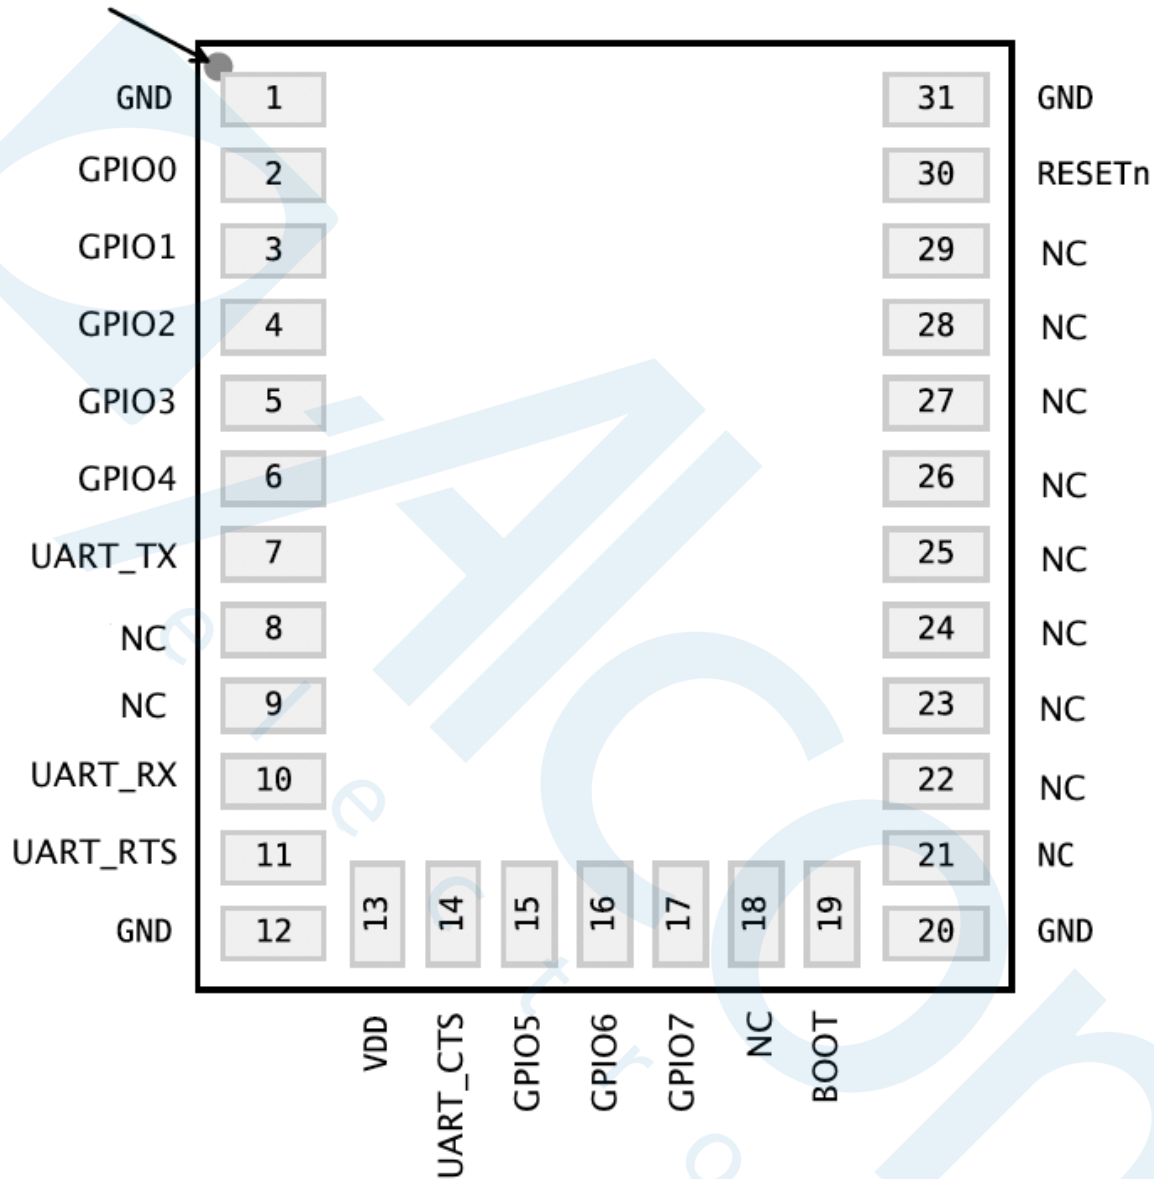 GND 1 31 GND
GPIO0 2 30 RESETn
GPIO1 3 29 NC
GPIO2 4 28 NC
GPIO3 5 27 NC
GPIO4 6 26 NC
UART_TX 7 25 NC
NC 8 24 NC
NC 9 23 NC
UART_RX 10 22 NC
UART_RTS 11 21 NC
GND 12 20 GND
13 14 15 16 17 18 19
VDD UART_CTS GPIO5 GPIO6 GPIO7 NC BOOT